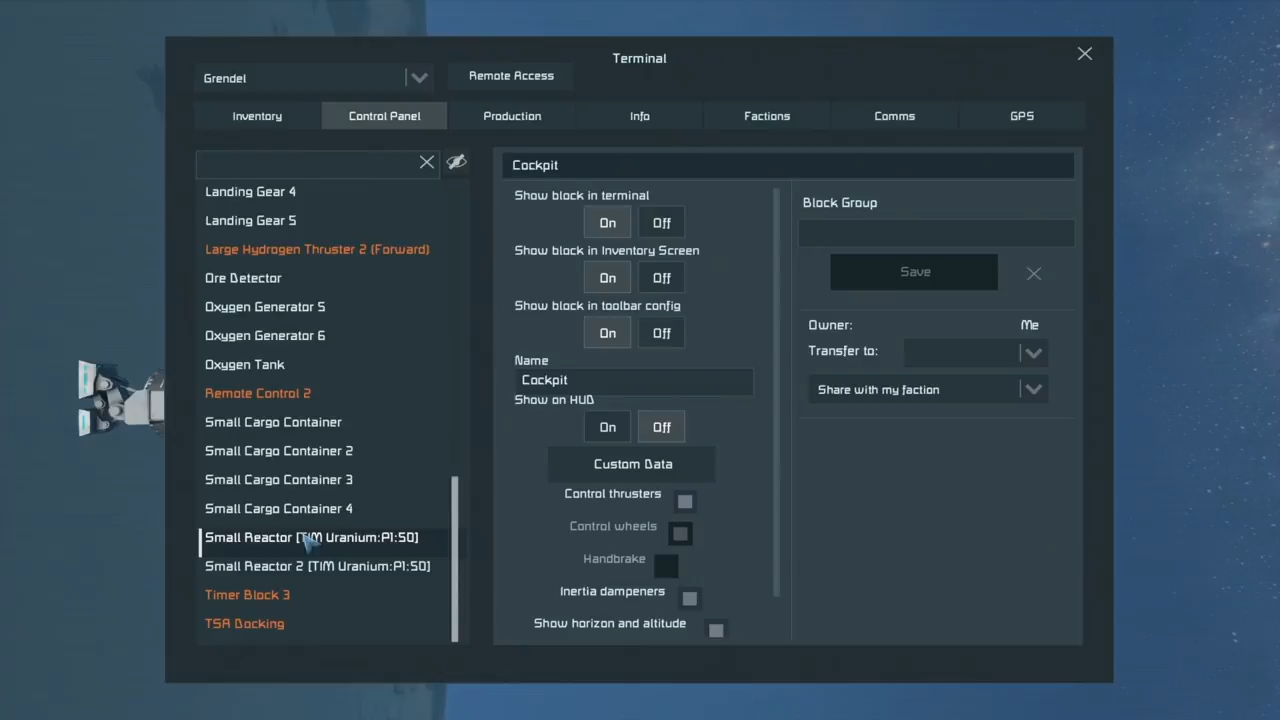 Terminal
Grendel
Remote Access
Inventory
Control Panel
Production
Info
Factions
Comms
GPS
Landing Gear 4
Landing Gear 5
Large Hydrogen Thruster 2 (Forward)
Ore Detector
Oxygen Generator 5
Oxygen Generator 6
Oxygen Tank
Remote Control 2
Small Cargo Container
Small Cargo Container 2
Small Cargo Container 3
Small Cargo Container 4
Small Reactor [TIM Uranium:P1:50]
Small Reactor 2 [TIM Uranium:P1:50]
Timer Block 3
TSA Docking
Cockpit
Show block in terminal
On Off
Show block in Inventory Screen
On Off
Show block in toolbar config
On Off
Name
Cockpit
Show on HUD
On Off
Custom Data
Control thrusters
Control wheels
Handbrake
Inertia dampeners
Show horizon and altitude
Block Group
Save
Owner: Me
Transfer to:
Share with my faction